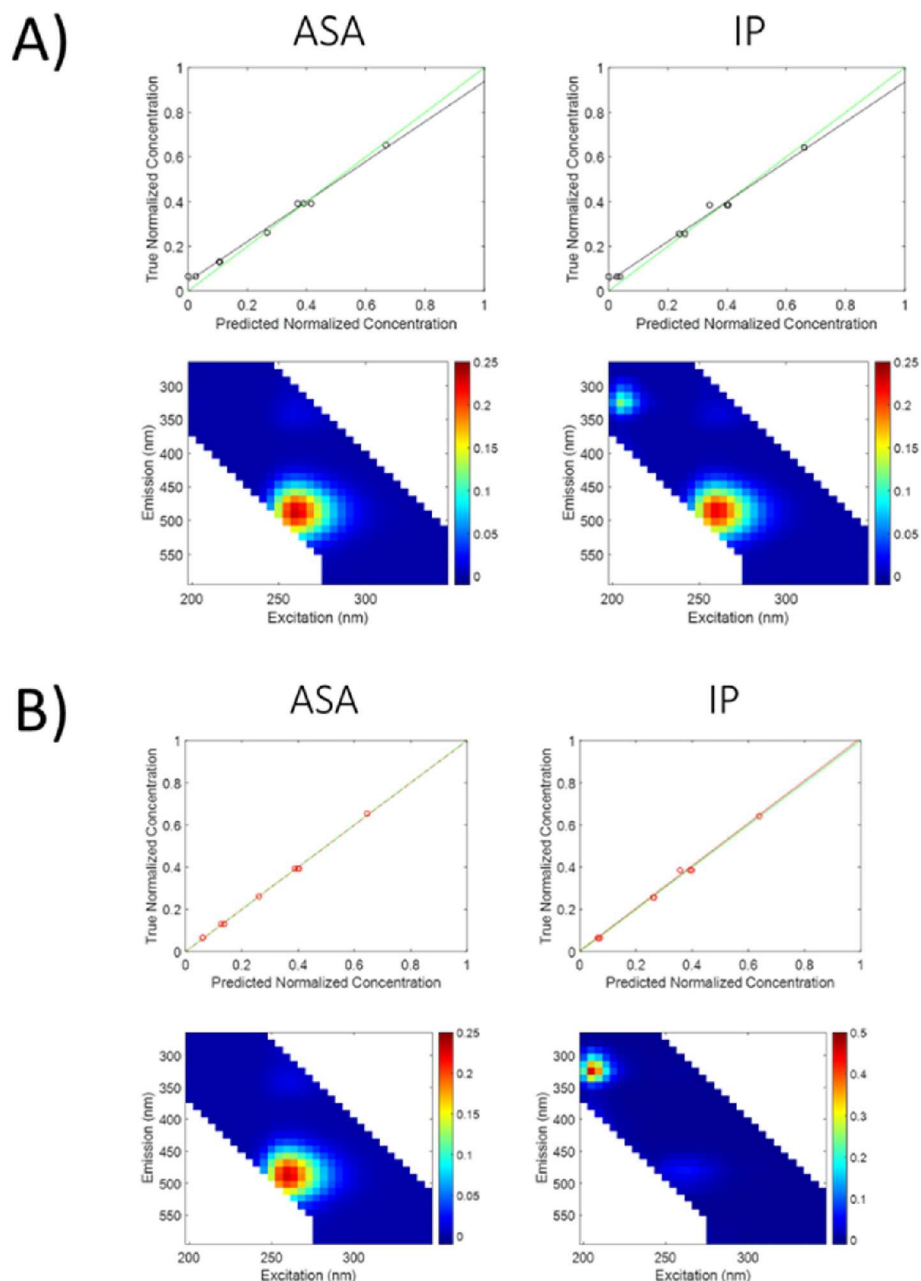 A)
ASA
IP
1
0.8
0.6
0.4
0.2
0
0 0.2 0.4 0.6 0.8 1
True Normalized Concentration
Predicted Normalized Concentration
1
0.8
0.6
0.4
0.2
0
0 0.2 0.4 0.6 0.8 1
True Normalized Concentration
Predicted Normalized Concentration
300
350
400
450
500
550
200 250 300
Emission (nm)
Excitation (nm)
0.25
0.2
0.15
0.1
0.05
0
300
350
400
450
500
550
200 250 300
Emission (nm)
Excitation (nm)
0.25
0.2
0.15
0.1
0.05
0
B)
ASA
IP
1
0.8
0.6
0.4
0.2
0
0 0.2 0.4 0.6 0.8 1
True Normalized Concentration
Predicted Normalized Concentration
1
0.8
0.6
0.4
0.2
0
0 0.2 0.4 0.6 0.8 1
True Normalized Concentration
Predicted Normalized Concentration
300
350
400
450
500
550
200 250 300
Emission (nm)
Excitation (nm)
0.25
0.2
0.15
0.1
0.05
0
300
350
400
450
500
550
200 250 300
Emission (nm)
Excitation (nm)
0.5
0.4
0.3
0.2
0.1
0